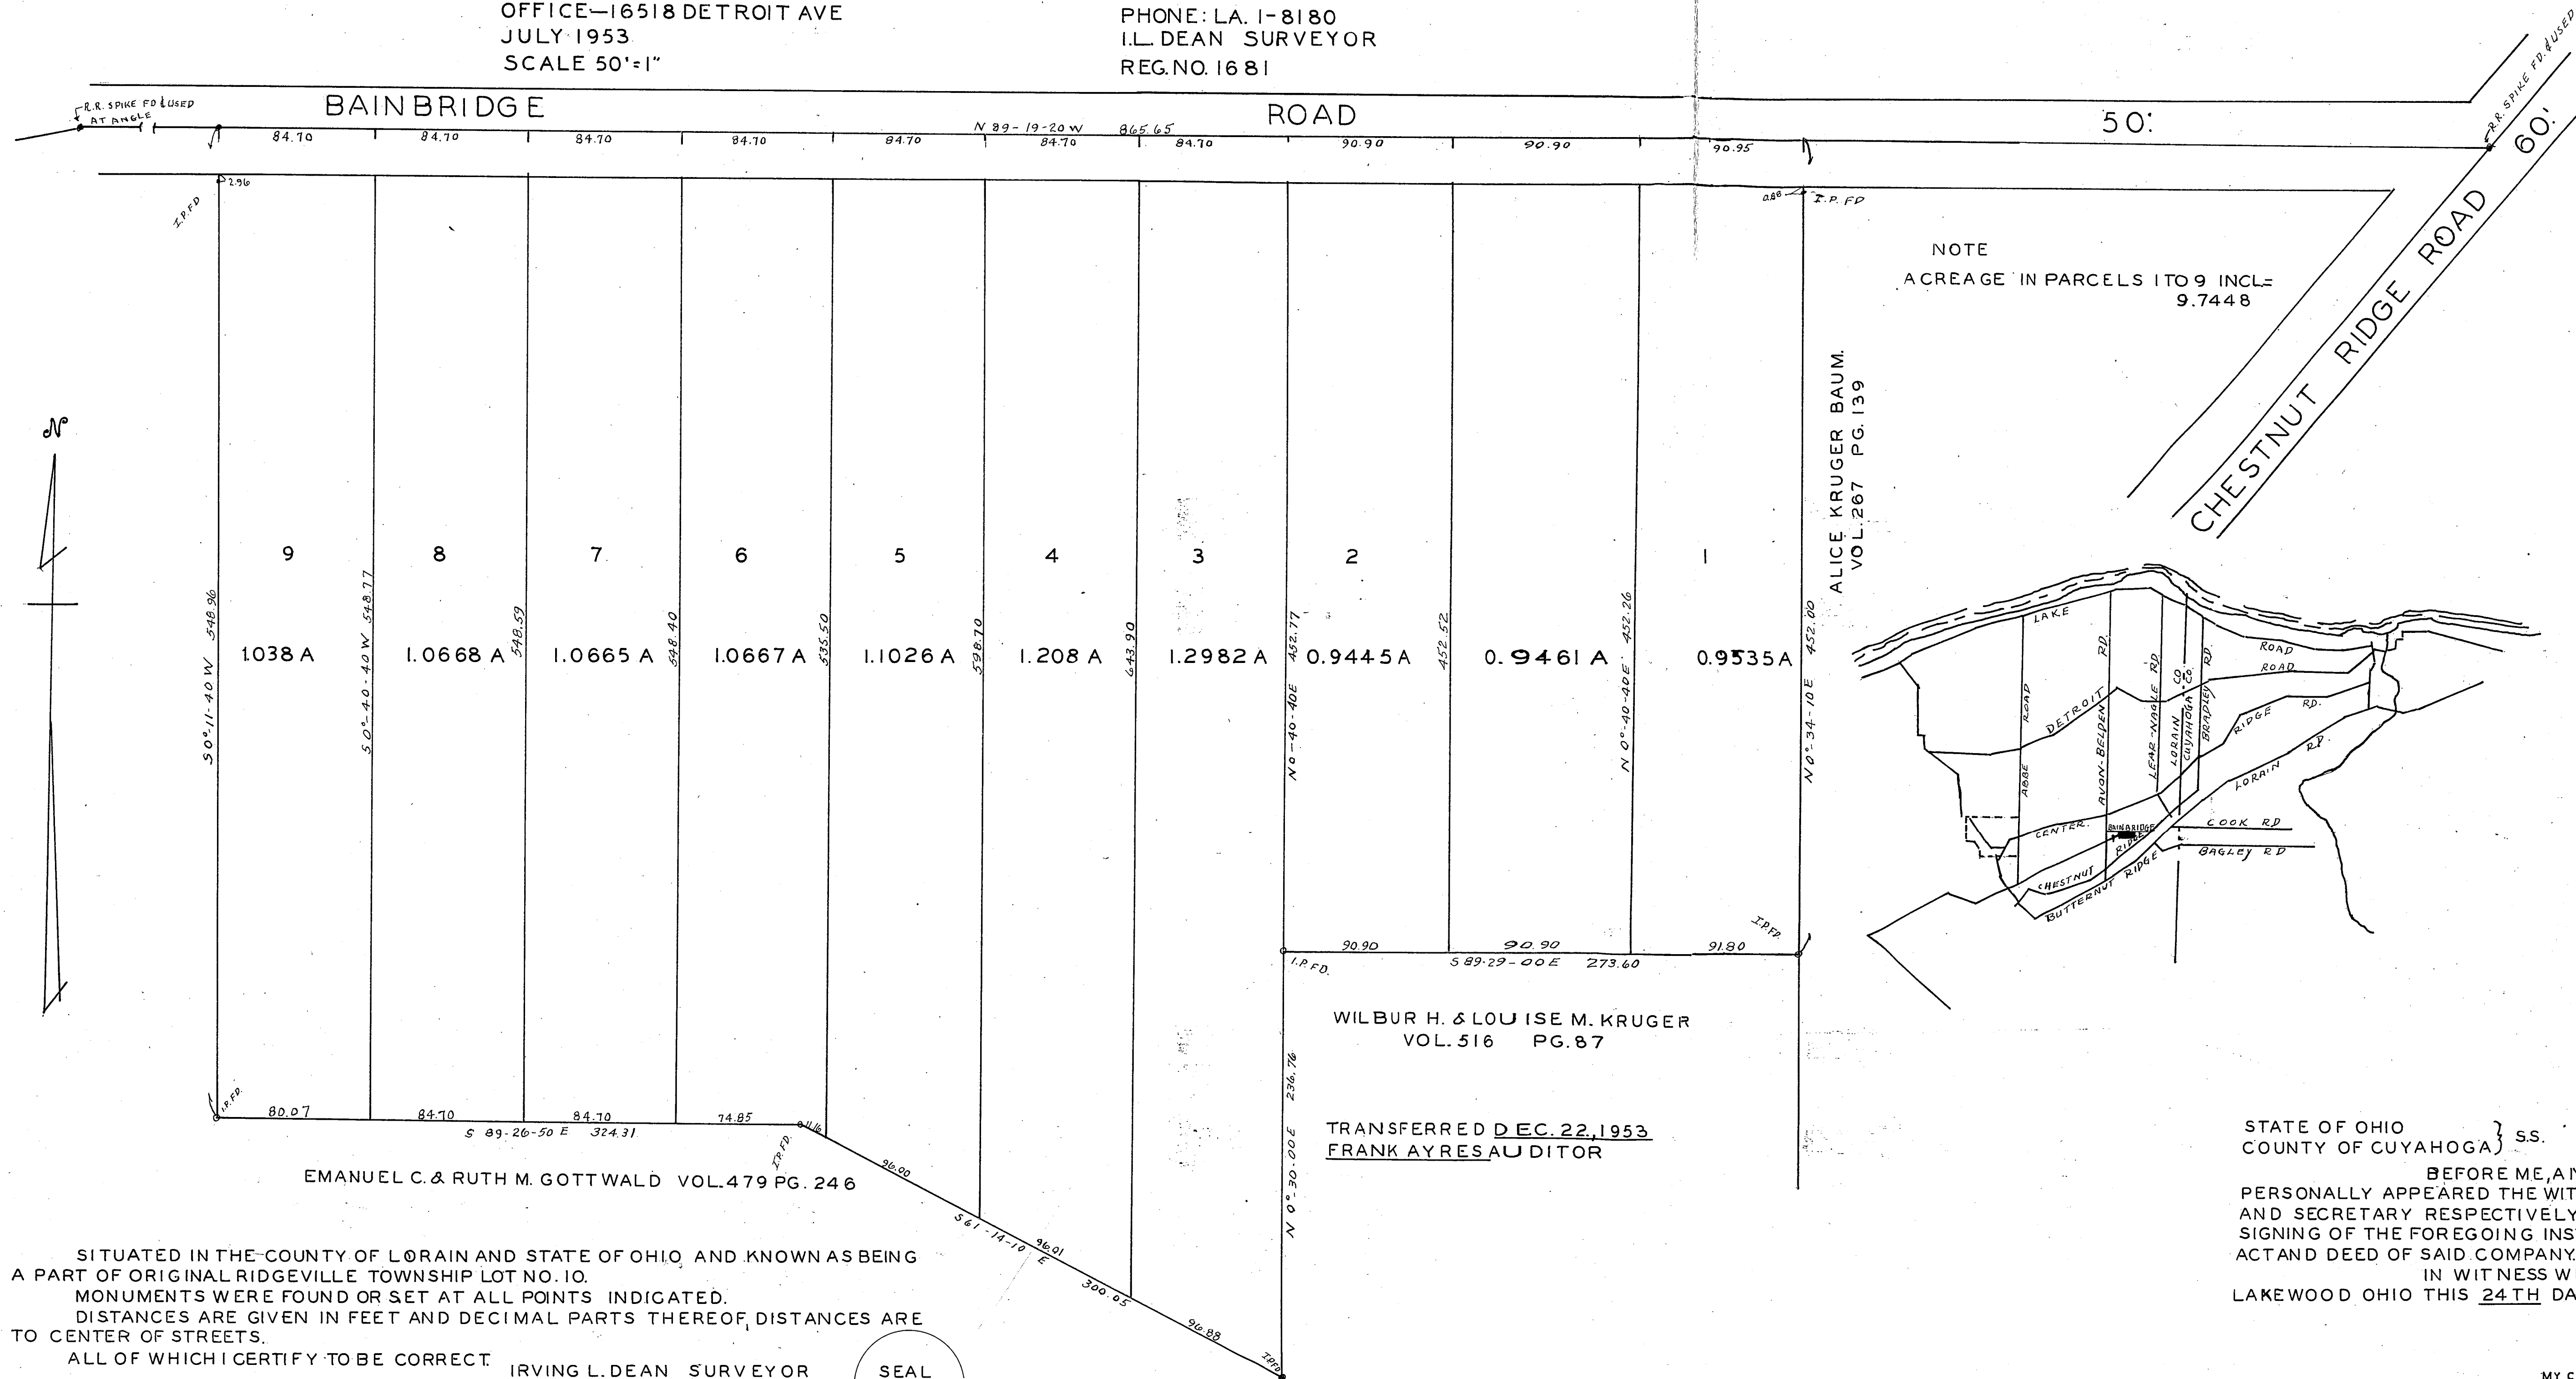 OFFICE—16518 DETROIT AVE
JULY 1953
SCALE 50'=1"
PHONE: LA. 1-8180
I.L. DEAN SURVEYOR
REG. NO. 1681
R.R. SPIKE FD & USED
AT ANGLE
BAINBRIDGE
ROAD
50'
R.R. SPIKE FD. & USED
60'
CHESTNUT RIDGE ROAD
N 89-19-20 W 865.65
84.70
84.70
84.70
84.70
84.70
84.70
84.70
90.90
90.90
90.95
2.96
I.P. FD
0.88
I.P. FD
NOTE
ACREAGE IN PARCELS 1 TO 9 INCL=
9.7448
ALICE KRUGER BAUM.
VOL. 267 PG. 139
N
9
8
7
6
5
4
3
2
1
S 0°-11-40 W 548.96
1.038 A
S 0°-40-40 W 548.77
1.0668 A
548.59
1.0665 A
548.40
1.0667 A
535.50
1.1026 A
598.70
1.208 A
643.90
1.2982 A
N 0-40-40E 452.77
0.9445 A
452.52
0.9461 A
N 0°-40-40E 452.26
0.9535 A
N 0°-34-10 E 452.00
LAKE
ROAD
ROAD
DETROIT
ABBE ROAD
AVON-BELDEN RD.
LEAR-NAGLE RD
LORAIN CO
CUYAHOGA CO.
BRADLEY RD.
RIDGE RD.
LORAIN RD.
CENTER
BAINBRIDGE
RIDGE
COOK RD
BAGLEY RD
CHESTNUT
BUTTERNUT RIDGE
90.90
90.90
91.80
I.P. FD.
I.P. FD.
S 89-29-00 E 273.60
WILBUR H. & LOUISE M. KRUGER
VOL. 516 PG. 87
N 0°-30-00 E 236.76
TRANSFERRED DEC. 22, 1953
FRANK AYRES AUDITOR
I.P. FD.
80.07
84.70
84.70
74.85
11.16
S 89-26-50 E 324.31
I.P. FD.
EMANUEL C. & RUTH M. GOTTWALD VOL. 479 PG. 246
96.00
S 61-14-10 E
96.01
300.05
96.88
I.P. FD.
SITUATED IN THE COUNTY OF LORAIN AND STATE OF OHIO AND KNOWN AS BEING
A PART OF ORIGINAL RIDGEVILLE TOWNSHIP LOT NO. 10.
MONUMENTS WERE FOUND OR SET AT ALL POINTS INDICATED.
DISTANCES ARE GIVEN IN FEET AND DECIMAL PARTS THEREOF, DISTANCES ARE
TO CENTER OF STREETS.
ALL OF WHICH I CERTIFY TO BE CORRECT.
IRVING L. DEAN SURVEYOR
SEAL
STATE OF OHIO
COUNTY OF CUYAHOGA} S.S.
BEFORE ME, A
PERSONALLY APPEARED THE WIT
AND SECRETARY RESPECTIVELY
SIGNING OF THE FOREGOING INS
ACT AND DEED OF SAID COMPANY.
IN WITNESS W
LAKEWOOD OHIO THIS 24TH DA
MY C